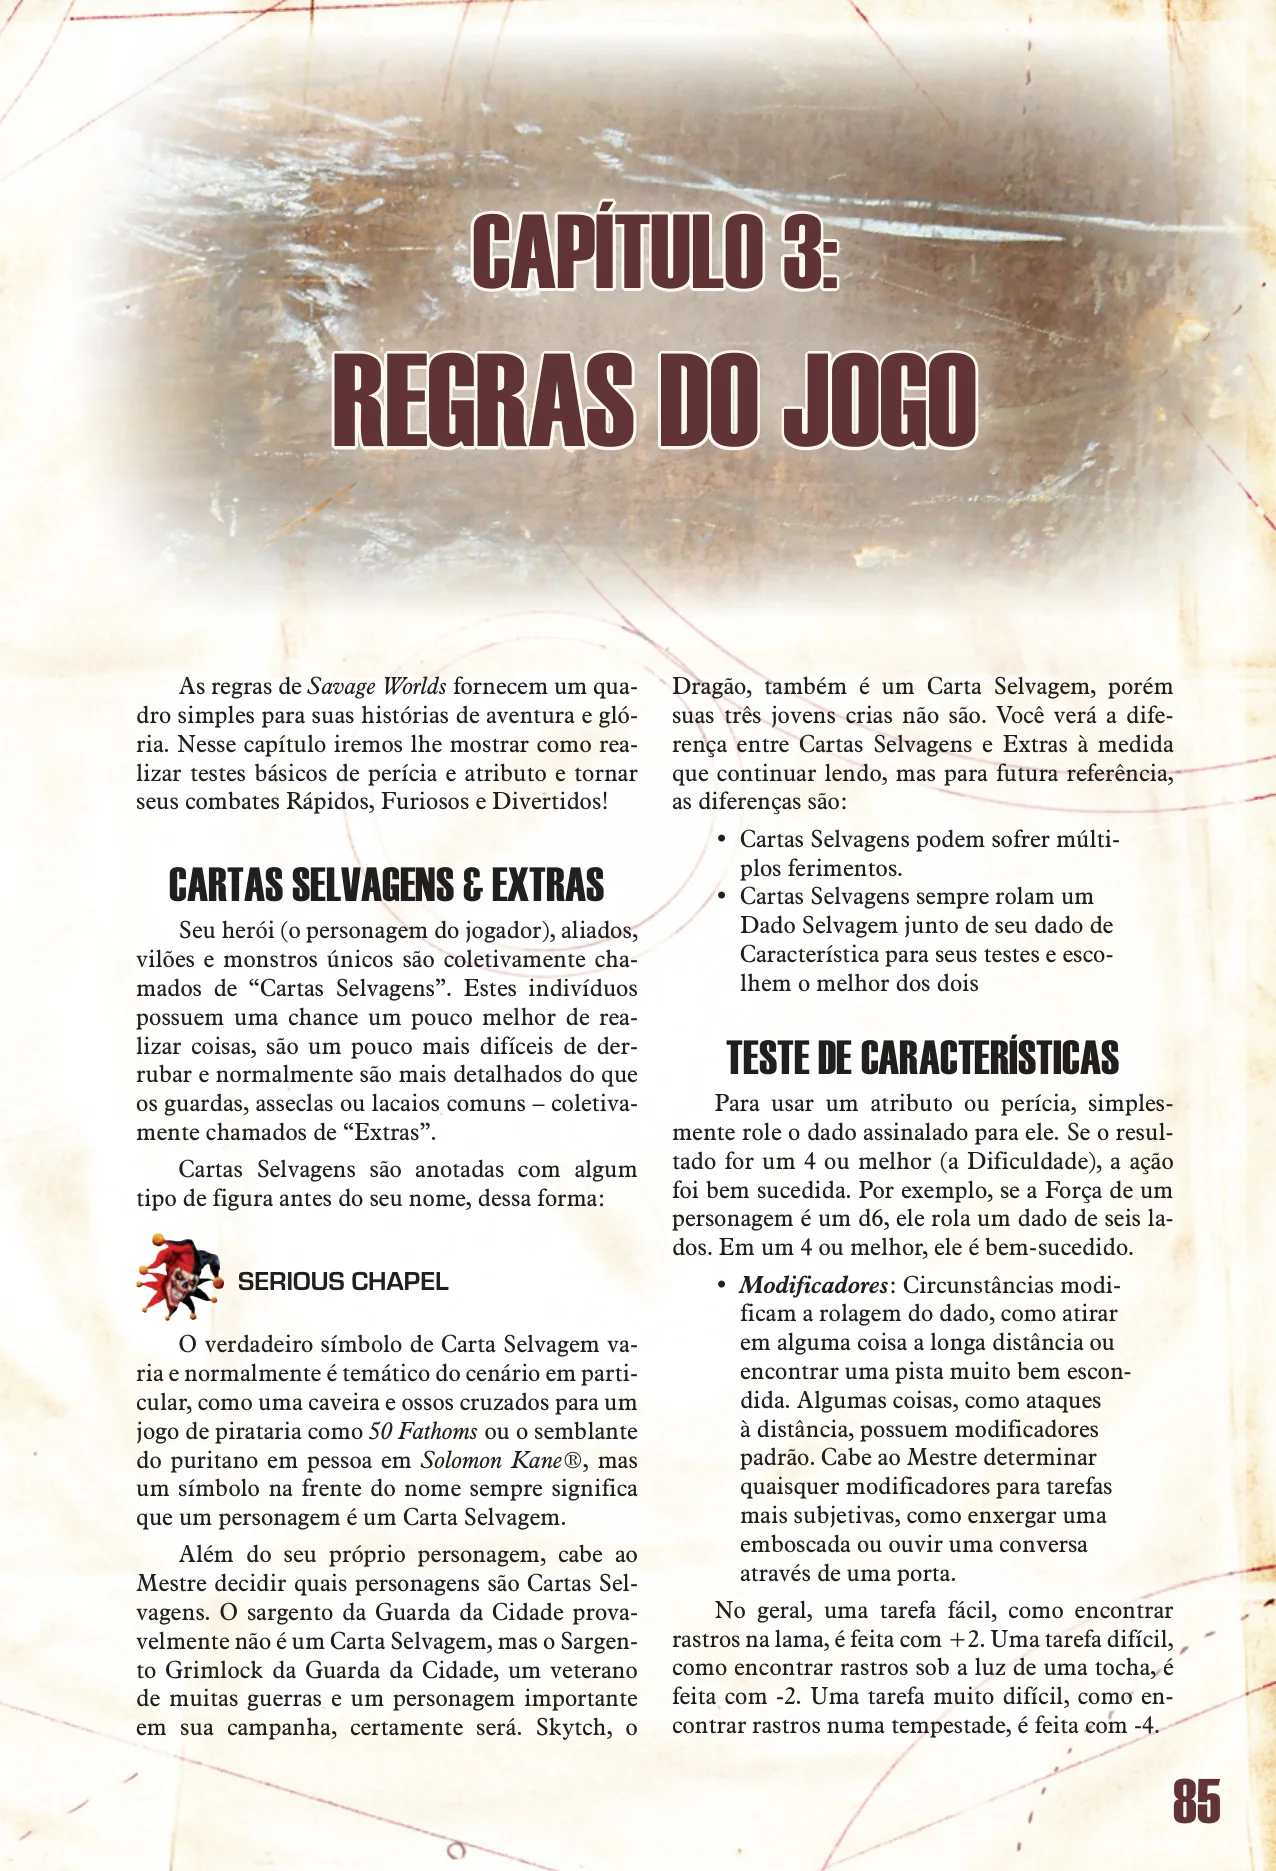 CAPÍTULO 3:
REGRAS DO JOGO
As regras de Savage Worlds fornecem um qua-
dro simples para suas histórias de aventura e gló-
ria. Nesse capítulo iremos lhe mostrar como rea-
lizar testes básicos de perícia e atributo e tornar
seus combates Rápidos, Furiosos e Divertidos!
CARTAS SELVAGENS & EXTRAS
Seu herói (o personagem do jogador), aliados,
vilões e monstros únicos são coletivamente cha-
mados de “Cartas Selvagens”. Estes indivíduos
possuem uma chance um pouco melhor de rea-
lizar coisas, são um pouco mais difíceis de der-
rubar e normalmente são mais detalhados do que
os guardas, asseclas ou lacaios comuns – coletiva-
mente chamados de “Extras”.
Cartas Selvagens são anotadas com algum
tipo de figura antes do seu nome, dessa forma:
SERIOUS CHAPEL
O verdadeiro símbolo de Carta Selvagem va-
ria e normalmente é temático do cenário em parti-
cular, como uma caveira e ossos cruzados para um
jogo de pirataria como 50 Fathoms ou o semblante
do puritano em pessoa em Solomon Kane®, mas
um símbolo na frente do nome sempre significa
que um personagem é um Carta Selvagem.
Além do seu próprio personagem, cabe ao
Mestre decidir quais personagens são Cartas Sel-
vagens. O sargento da Guarda da Cidade prova-
velmente não é um Carta Selvagem, mas o Sargen-
to Grimlock da Guarda da Cidade, um veterano
de muitas guerras e um personagem importante
em sua campanha, certamente será. Skytch, o
Dragão, também é um Carta Selvagem, porém
suas três jovens crias não são. Você verá a dife-
rença entre Cartas Selvagens e Extras à medida
que continuar lendo, mas para futura referência,
as diferenças são:
• Cartas Selvagens podem sofrer múlti-
plos ferimentos.
• Cartas Selvagens sempre rolam um
Dado Selvagem junto de seu dado de
Característica para seus testes e esco-
lhem o melhor dos dois
TESTE DE CARACTERÍSTICAS
Para usar um atributo ou perícia, simples-
mente role o dado assinalado para ele. Se o resul-
tado for um 4 ou melhor (a Dificuldade), a ação
foi bem sucedida. Por exemplo, se a Força de um
personagem é um d6, ele rola um dado de seis la-
dos. Em um 4 ou melhor, ele é bem-sucedido.
• Modificadores: Circunstâncias modi-
ficam a rolagem do dado, como atirar
em alguma coisa a longa distância ou
encontrar uma pista muito bem escon-
dida. Algumas coisas, como ataques
à distância, possuem modificadores
padrão. Cabe ao Mestre determinar
quaisquer modificadores para tarefas
mais subjetivas, como enxergar uma
emboscada ou ouvir uma conversa
através de uma porta.
No geral, uma tarefa fácil, como encontrar
rastros na lama, é feita com +2. Uma tarefa difícil,
como encontrar rastros sob a luz de uma tocha, é
feita com -2. Uma tarefa muito difícil, como en-
contrar rastros numa tempestade, é feita com -4.
85